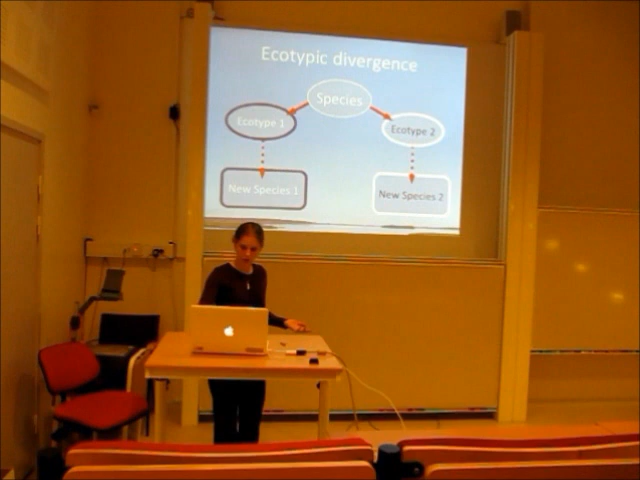 Ecotypic divergence
Species
Ecotype 1
Ecotype 2
New Species 1
New Species 2